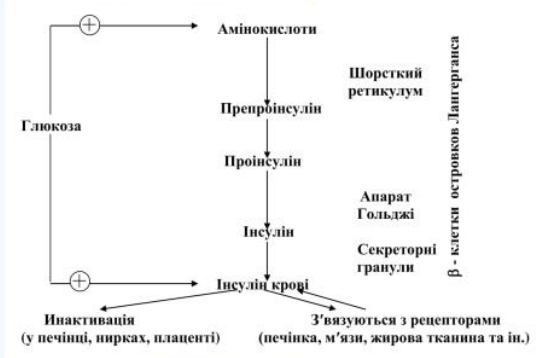 +
Амінокислоти
Шорсткий
ретикулум
Препроінсулін
Глюкоза
Проінсулін
Апарат
Гольджі
Інсулін
Секреторні
гранули
β - клетки островков Лангерганса
+
Інсулін крові
Инактивація
(у печінці, нирках, плаценті)
З'вязуються з рецепторами
(печінка, м'язи, жирова тканина та ін.)